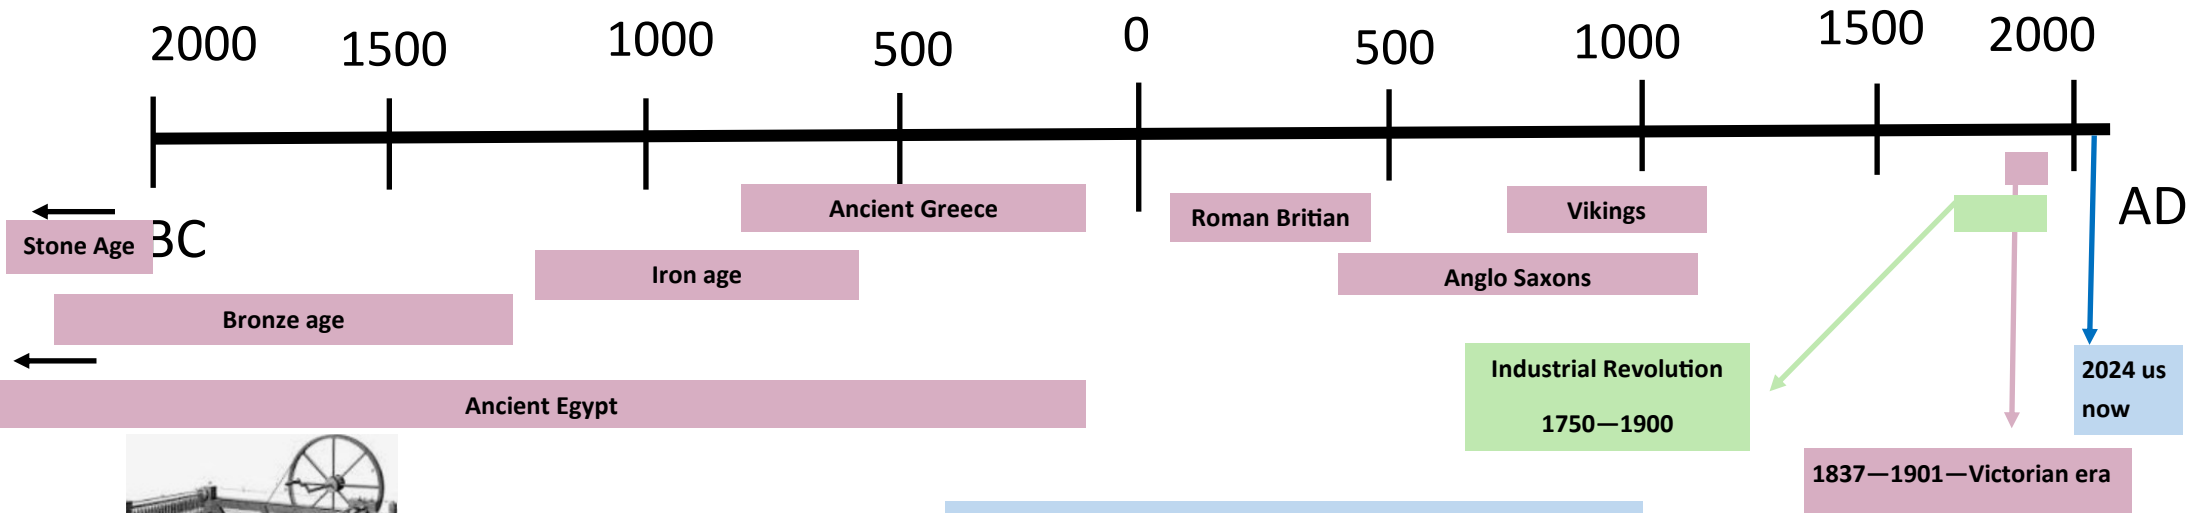 2000
1500
1000
500
0
500
1000
1500
2000
BC
AD
Ancient Greece
Roman Britian
Vikings
Stone Age
Iron age
Anglo Saxons
Bronze age
Industrial Revolution
1750—1900
2024 us
now
Ancient Egypt
1837—1901—Victorian era